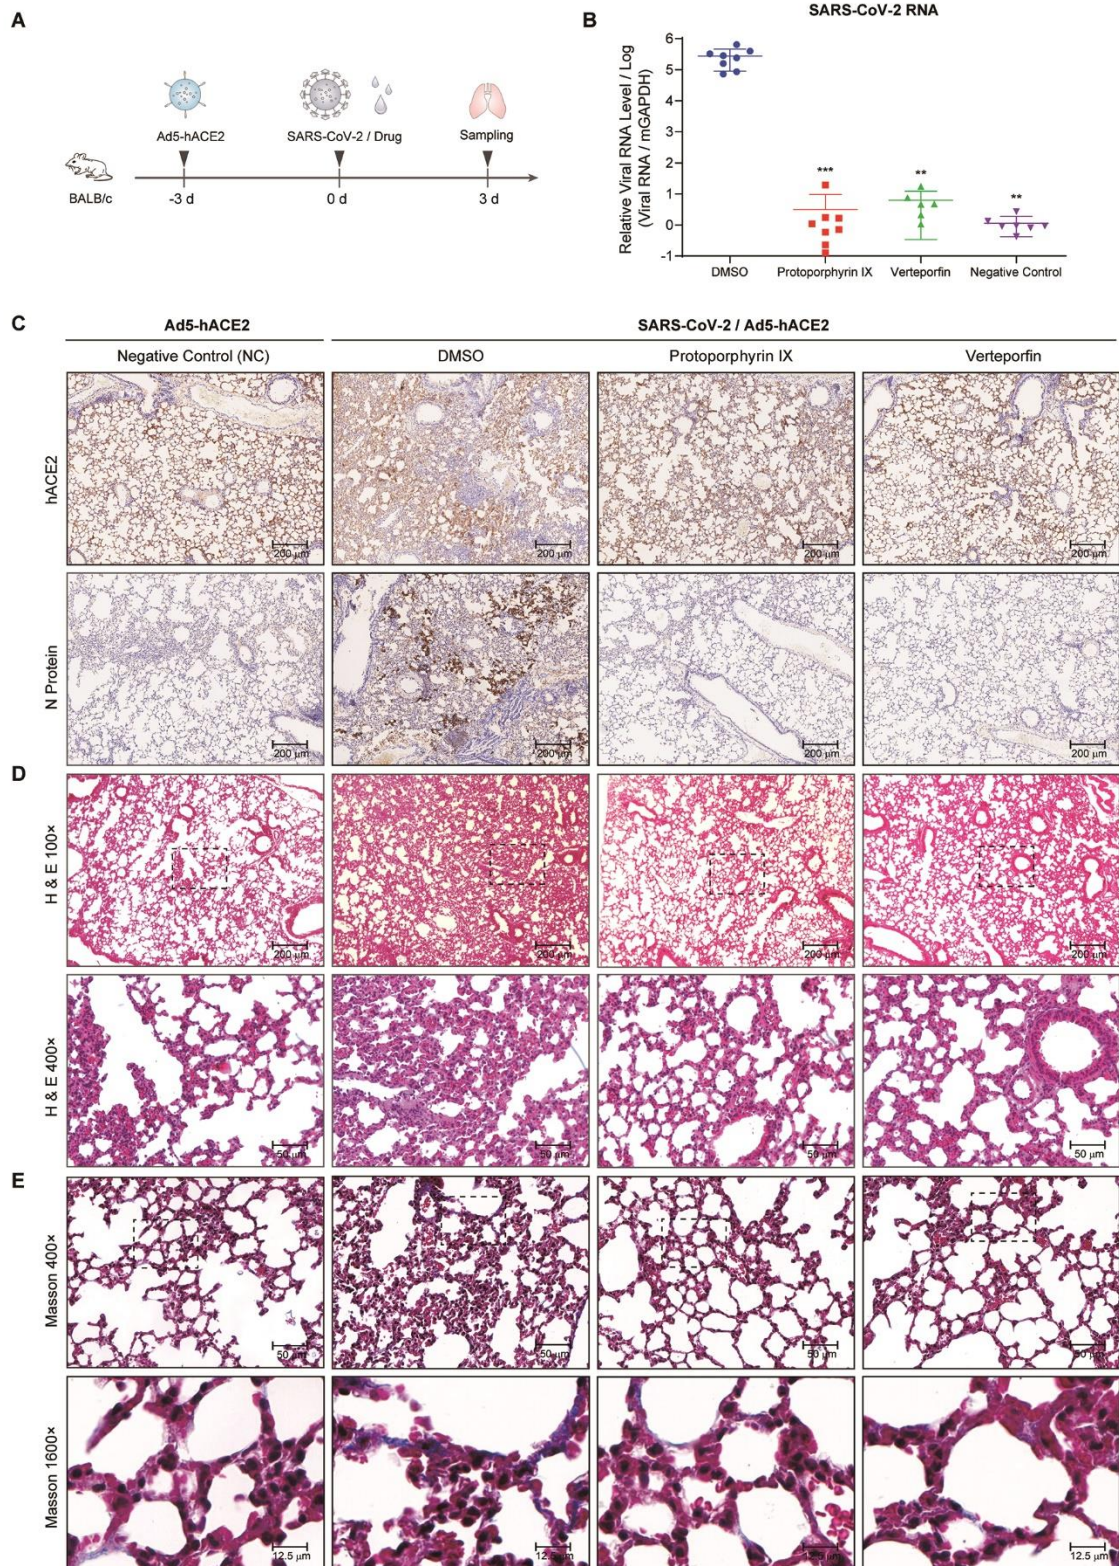 A
Ad5-hACE2
SARS-CoV-2 / Drug
Sampling
BALB/c
-3 d
0 d
3 d
B
SARS-CoV-2 RNA
Relative Viral RNA Level / Log
(Viral RNA / mGAPDH)
6
5
4
3
2
1
0
-1
***
**
**
DMSO
Protoporphyrin IX
Verteporfin
Negative Control
C
Ad5-hACE2
SARS-CoV-2 / Ad5-hACE2
Negative Control (NC)
DMSO
Protoporphyrin IX
Verteporfin
hACE2
200 μm
200 μm
200 μm
200 μm
N Protein
200 μm
200 μm
200 μm
200 μm
D
H & E 100×
200 μm
200 μm
200 μm
200 μm
H & E 400×
50 μm
50 μm
50 μm
50 μm
E
Masson 400×
50 μm
50 μm
50 μm
50 μm
Masson 1600×
12.5 μm
12.5 μm
12.5 μm
12.5 μm